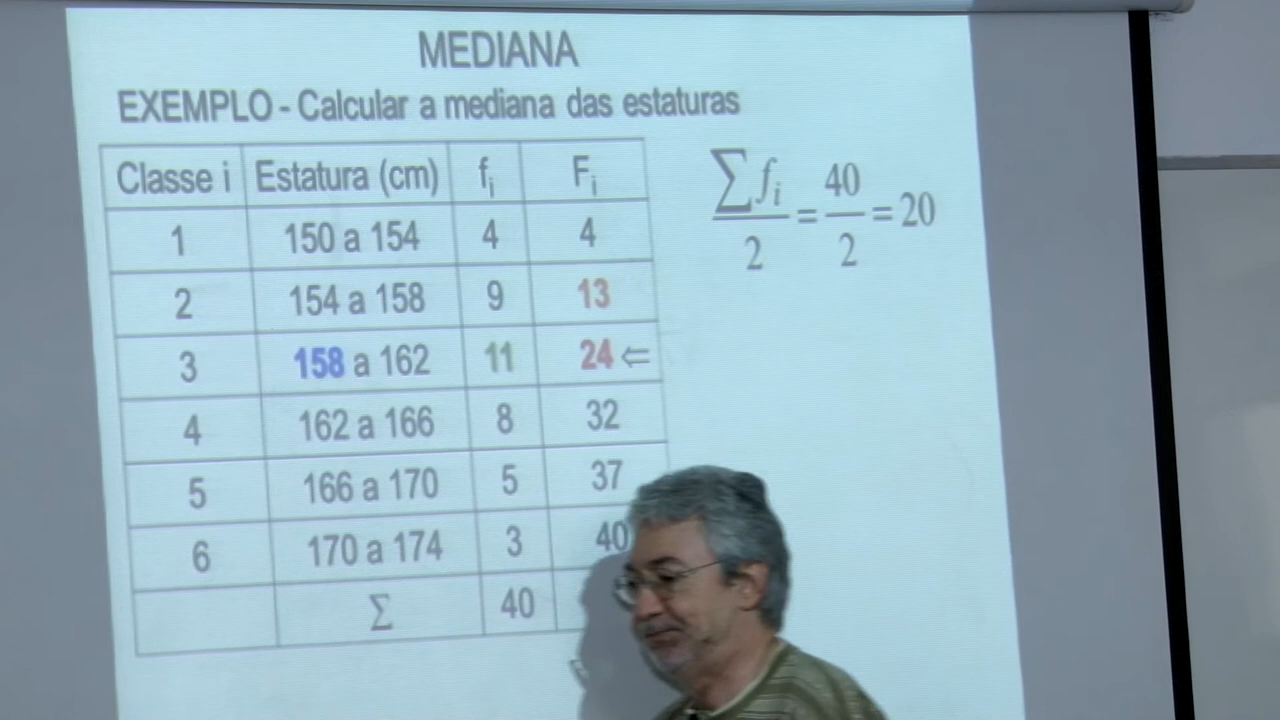 MEDIANA
EXEMPLO - Calcular a mediana das estaturas
Classe i Estatura (cm) fi Fi
1 150 a 154 4 4
2 154 a 158 9 13
3 158 a 162 11 24 ⇐
4 162 a 166 8 32
5 166 a 170 5 37
6 170 a 174 3 40
Σ 40
∑fi/2 = 40/2 = 20